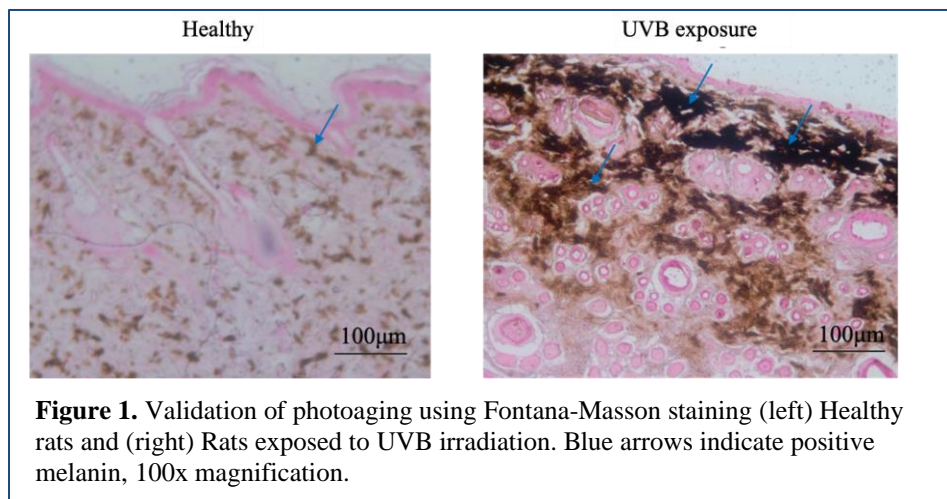 Healthy
UVB exposure
100μm
100μm
Figure 1. Validation of photoaging using Fontana-Masson staining (left) Healthy
rats and (right) Rats exposed to UVB irradiation. Blue arrows indicate positive
melanin, 100x magnification.